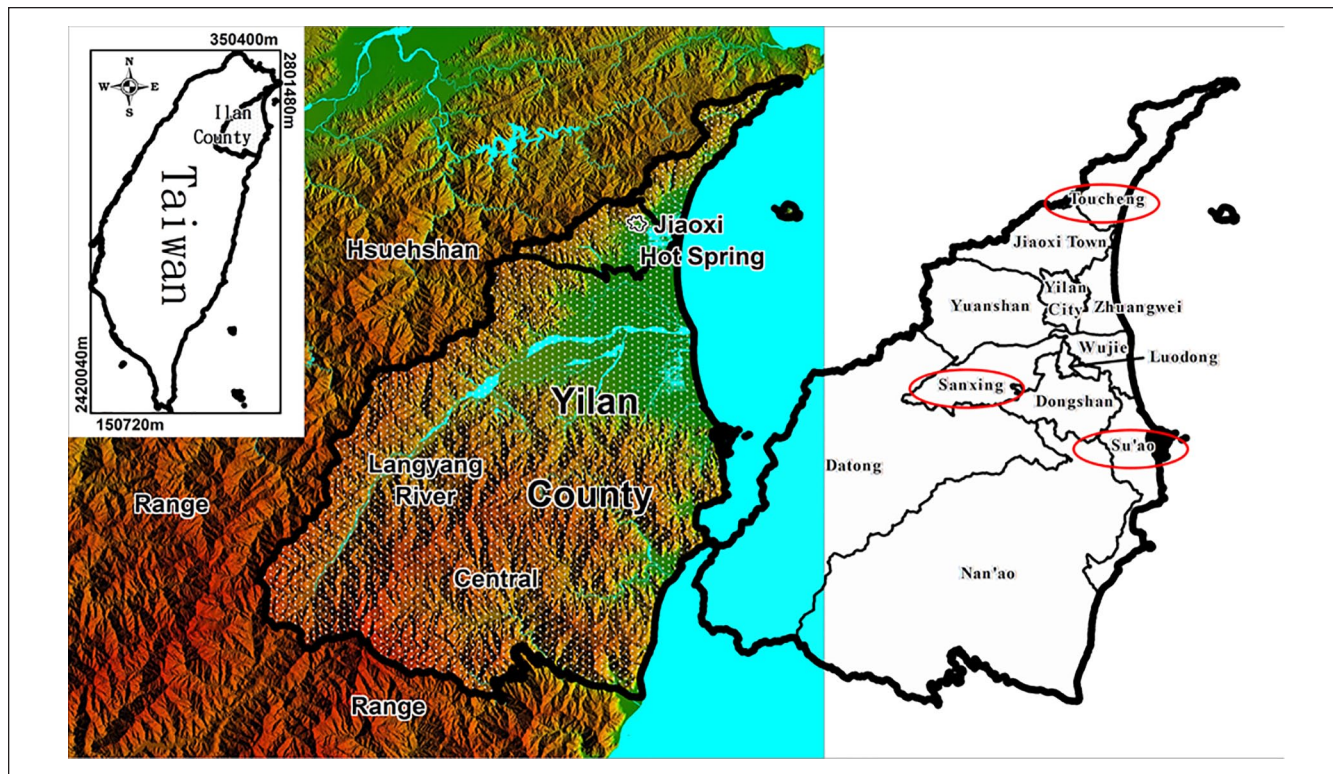 350400m
2801480m
N
W E
S
Ilan
County
Taiwan
2420040m
150720m
Hsuehshan
Range
Jiaoxi
Hot Spring
Yilan
County
Langyang
River
Central
Range
Toucheng
Jiaoxi Town
Yilan
City
Yuanshan
Zhuangwei
Wujie
Luodong
Sanxing
Dongshan
Su'ao
Datong
Nan'ao